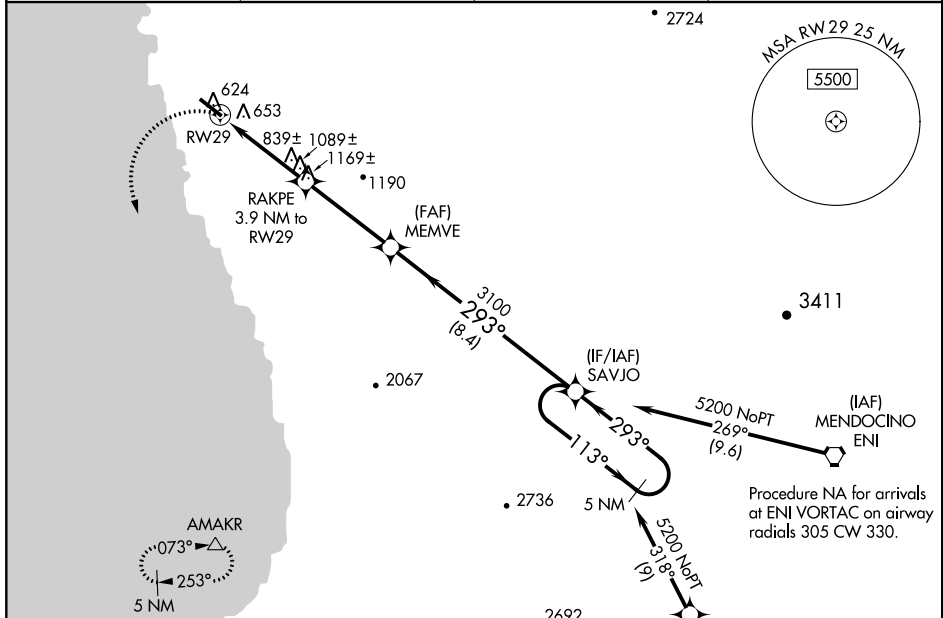 2724
MSA RW29 25 NM
5500
624
653
RW29
839±
1089±
1169±
1190
RAKPE
3.9 NM to
RW29
(FAF)
MEMVE
3100
293°
(8.4)
3411
(IF/IAF)
SAVJO
2067
5200 NoPT
269°
(9.6)
(IAF)
MENDOCINO
ENI
293°
113°
5 NM
2736
Procedure NA for arrivals
at ENI VORTAC on airway
radials 305 CW 330.
AMAKR
073°
253°
5 NM
5200 NoPT
318°
(9)
2692